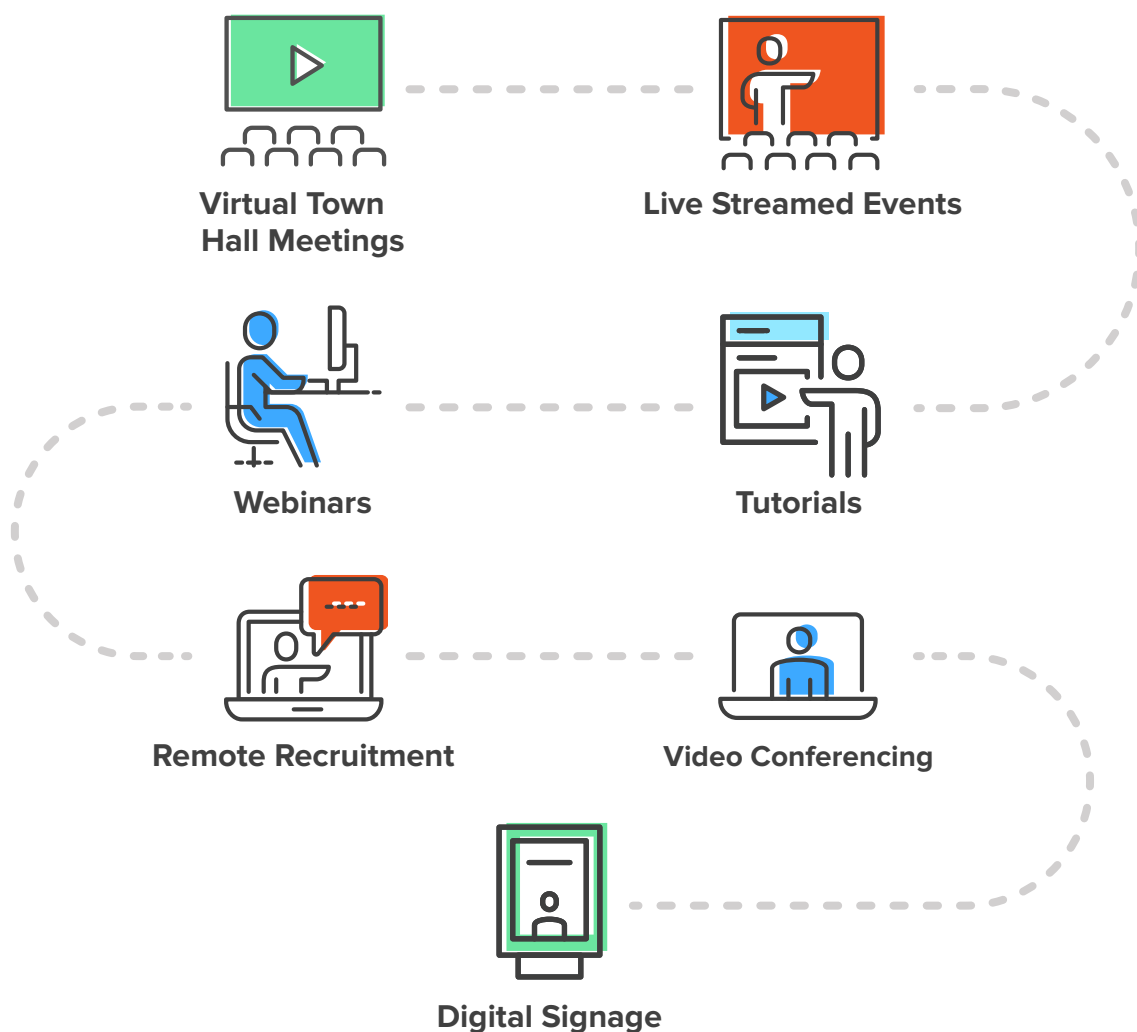 Virtual Town
Hall Meetings
Live Streamed Events
Webinars
Tutorials
Remote Recruitment
Video Conferencing
Digital Signage